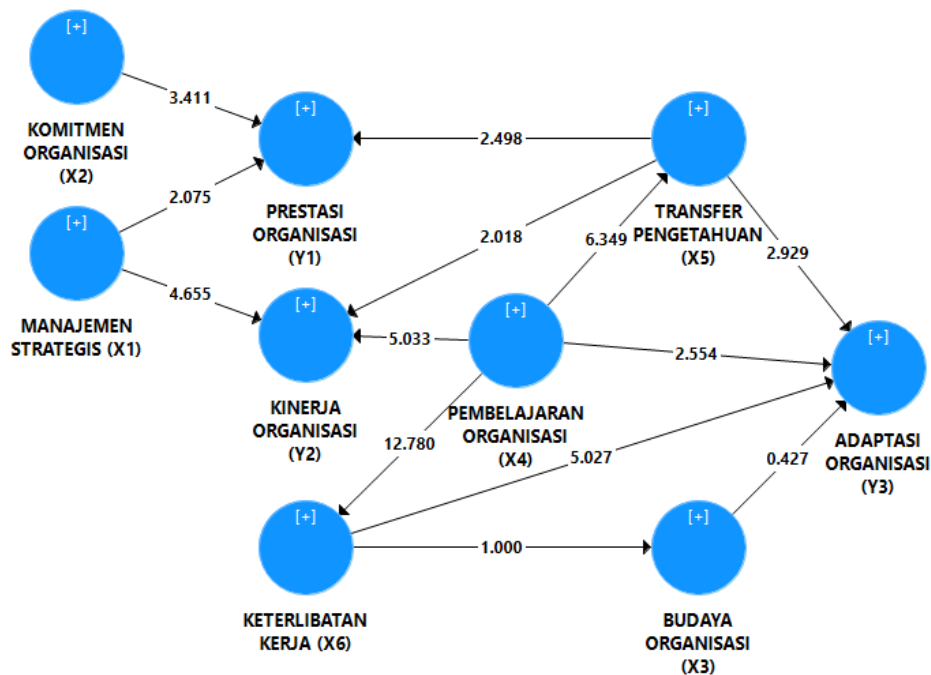 [+]
KOMITMEN
ORGANISASI
(X2)
3.411
[+]
PRESTASI
ORGANISASI
(Y1)
2.498
[+]
TRANSFER
PENGETAHUAN
(X5)
2.075
[+]
MANAJEMEN
STRATEGIS (X1)
4.655
2.018
6.349
2.929
[+]
KINERJA
ORGANISASI
(Y2)
5.033
[+]
PEMBELAJARAN
ORGANISASI
(X4)
2.554
[+]
ADAPTASI
ORGANISASI
(Y3)
12.780
5.027
0.427
[+]
KETERLIBATAN
KERJA (X6)
1.000
[+]
BUDAYA
ORGANISASI
(X3)